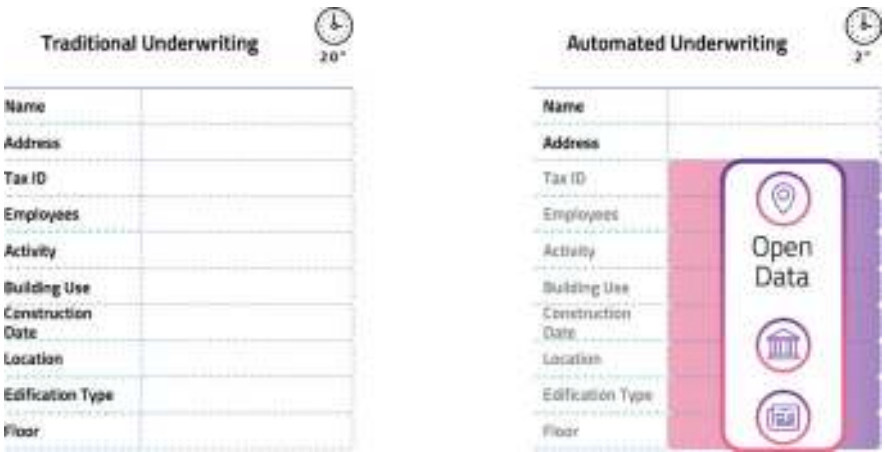 Traditional Underwriting
20"
Name
Address
Tax ID
Employees
Activity
Building Use
Construction
Date
Location
Edification Type
Floor
Automated Underwriting
2"
Name
Address
Tax ID
Employees
Activity
Building Use
Construction
Date
Location
Edification Type
Floor
Open
Data